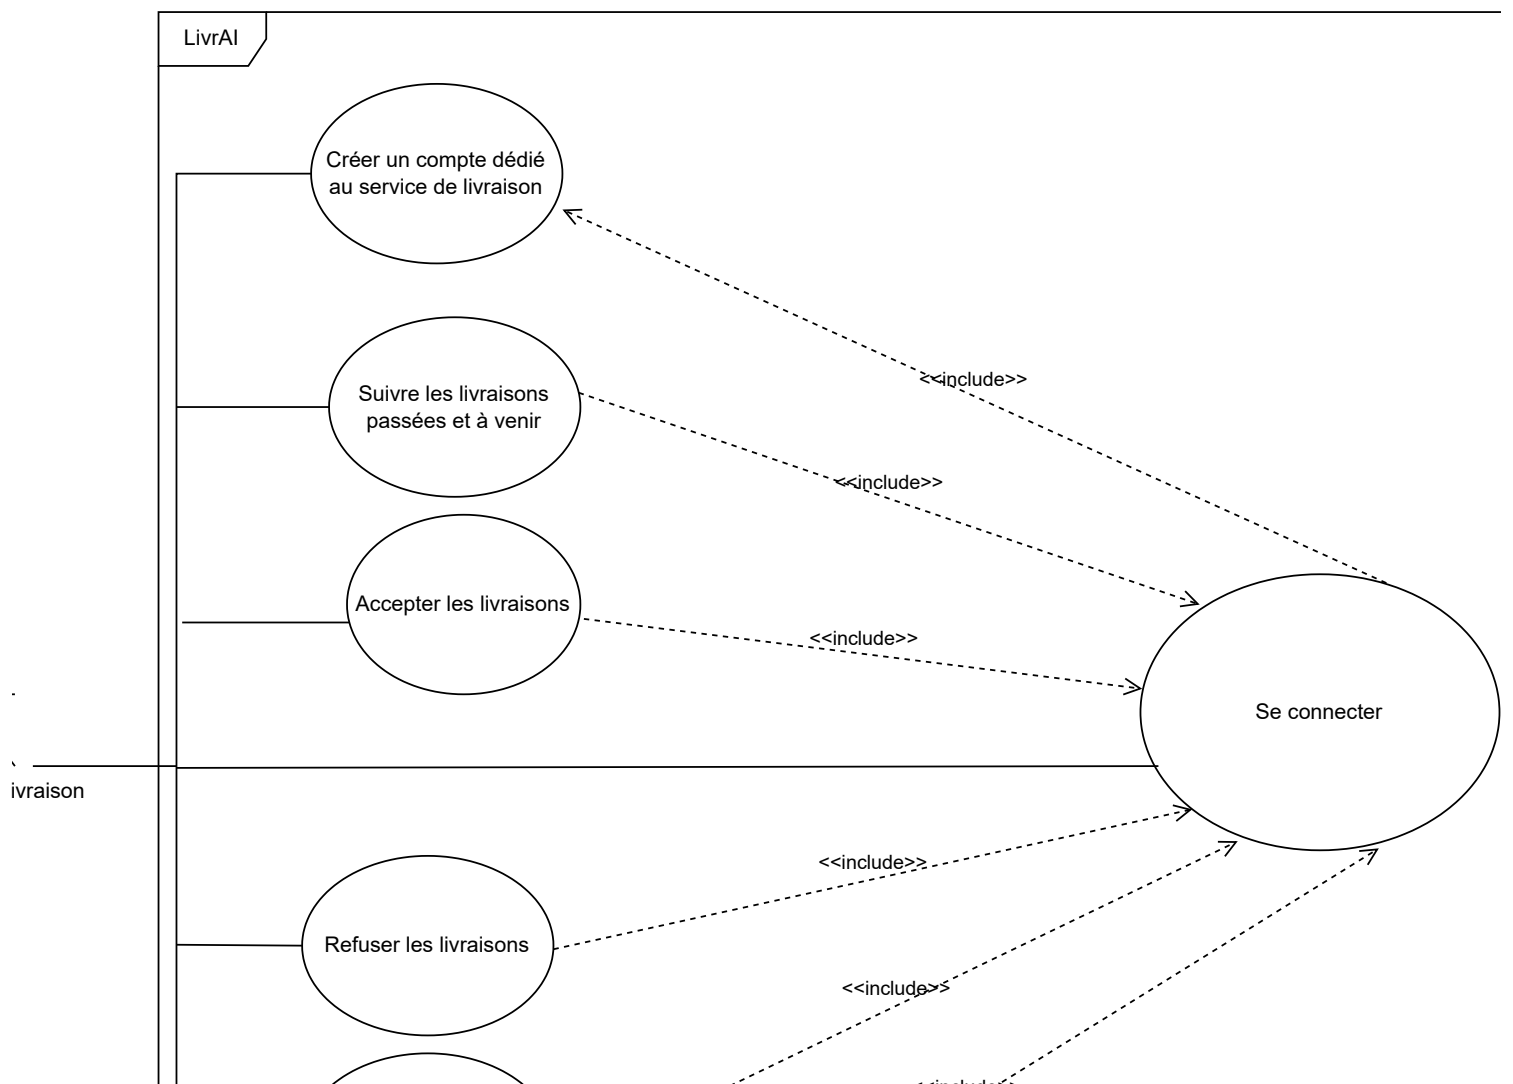 LivrAI
Créer un compte dédié
au service de livraison
<<include>>
Suivre les livraisons
passées et à venir
<<include>>
Accepter les livraisons
<<include>>
Se connecter
ivraison
<<include>>
Refuser les livraisons
<<include>>
<<include>>